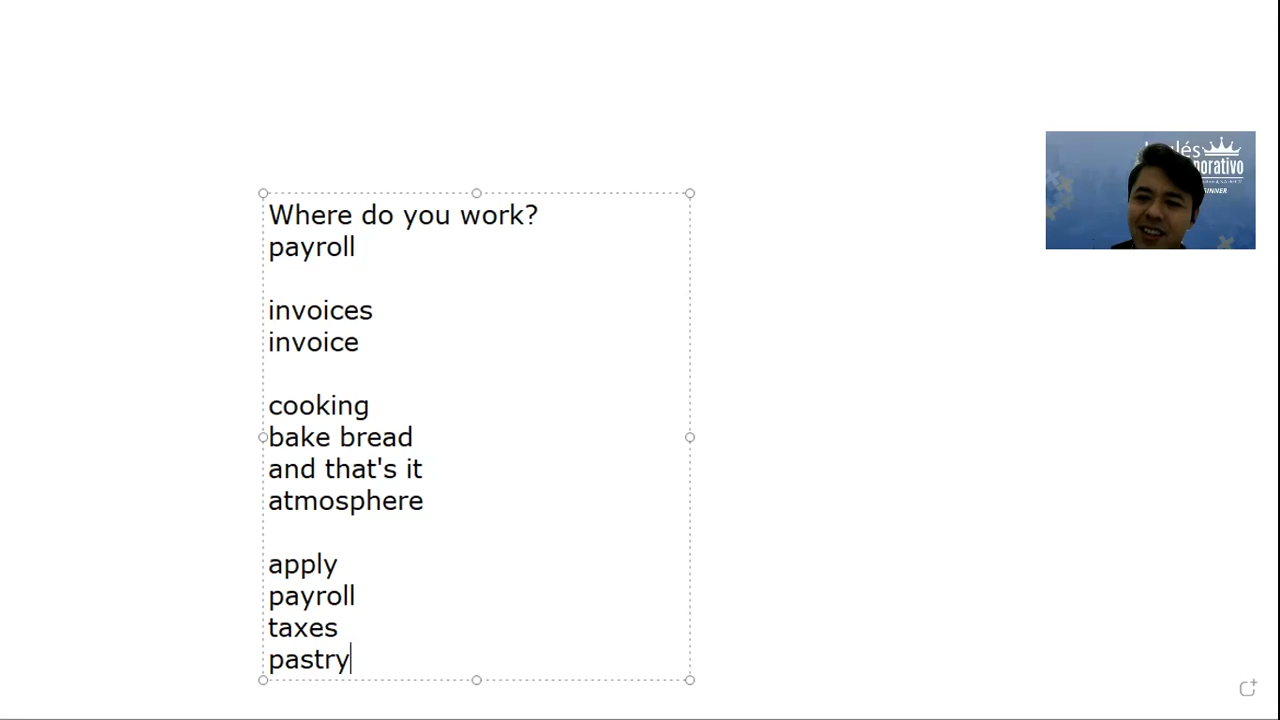 Where do you work?
payroll
invoices
invoice
cooking
bake bread
and that's it
atmosphere
apply
payroll
taxes
pastry